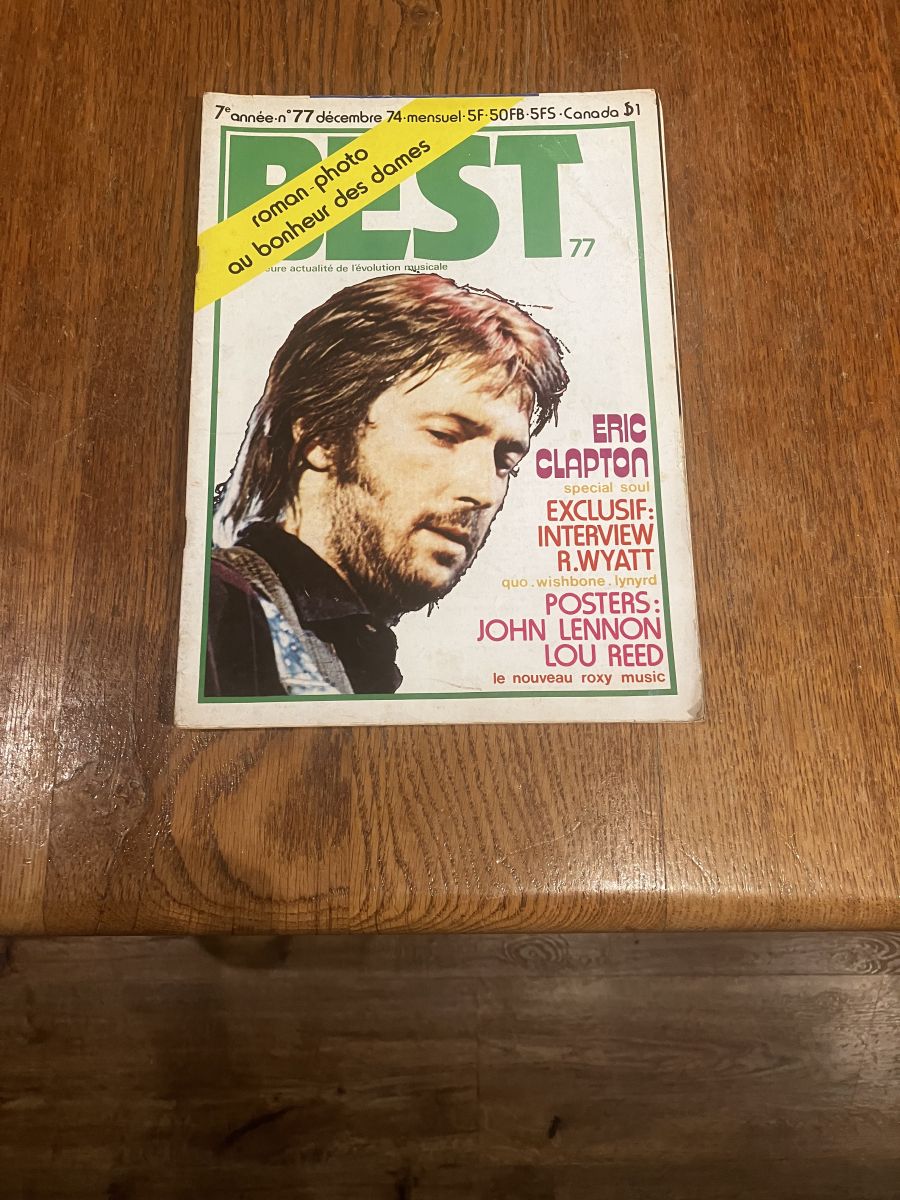 7e année·n°77 décembre 74·mensuel·5F·50FB·5FS·Canada $1
roman-photo
au bonheur des dames
BEST
77
actualité de l'évolution musicale
ERIC
CLAPTON
special soul
EXCLUSIF:
INTERVIEW
R.WYATT
quo.wishbone.lynyrd
POSTERS:
JOHN LENNON
LOU REED
le nouveau roxy music